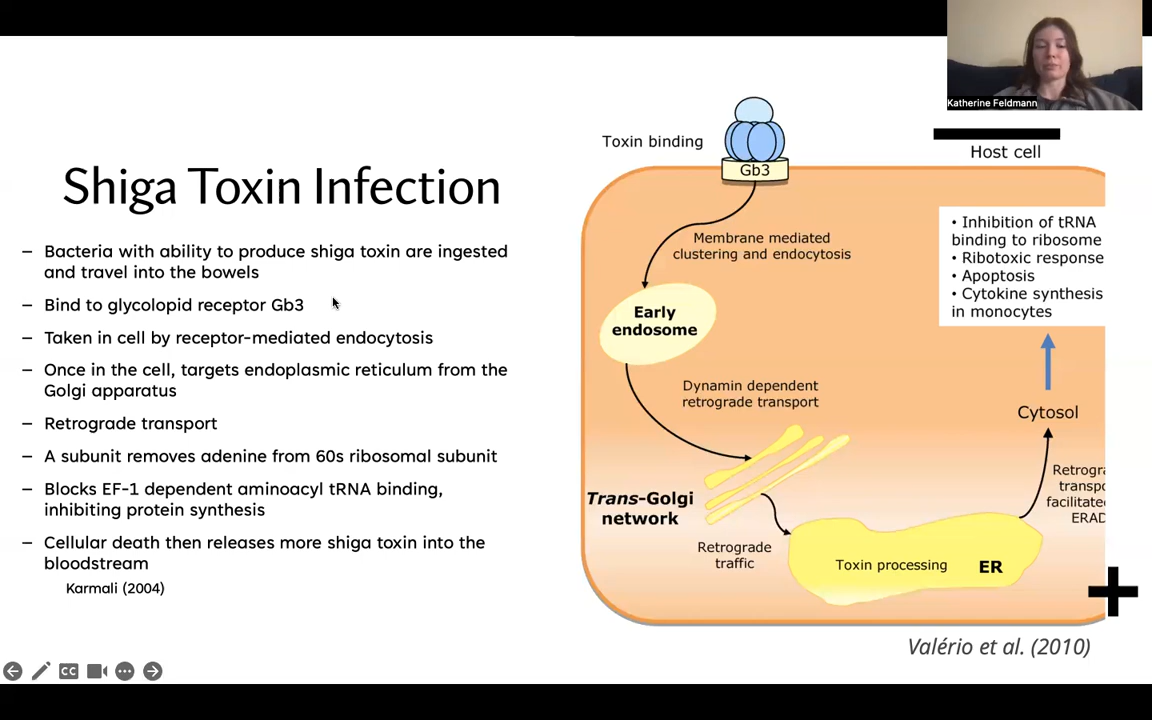 Katherine Feldmann
Shiga Toxin Infection
– Bacteria with ability to produce shiga toxin are ingested
and travel into the bowels
– Bind to glycolopid receptor Gb3
– Taken in cell by receptor-mediated endocytosis
– Once in the cell, targets endoplasmic reticulum from the
Golgi apparatus
– Retrograde transport
– A subunit removes adenine from 60s ribosomal subunit
– Blocks EF-1 dependent aminoacyl tRNA binding,
inhibiting protein synthesis
– Cellular death then releases more shiga toxin into the
bloodstream
Karmali (2004)
Toxin binding
Gb3
Host cell
Membrane mediated
clustering and endocytosis
• Inhibition of tRNA
binding to ribosome
• Ribotoxic response
• Apoptosis
• Cytokine synthesis
in monocytes
Early
endosome
Dynamin dependent
retrograde transport
Cytosol
Trans-Golgi
network
Retrogra
transpo
facilitated
ERAD
Retrograde
traffic
Toxin processing
ER
Valério et al. (2010)
CC